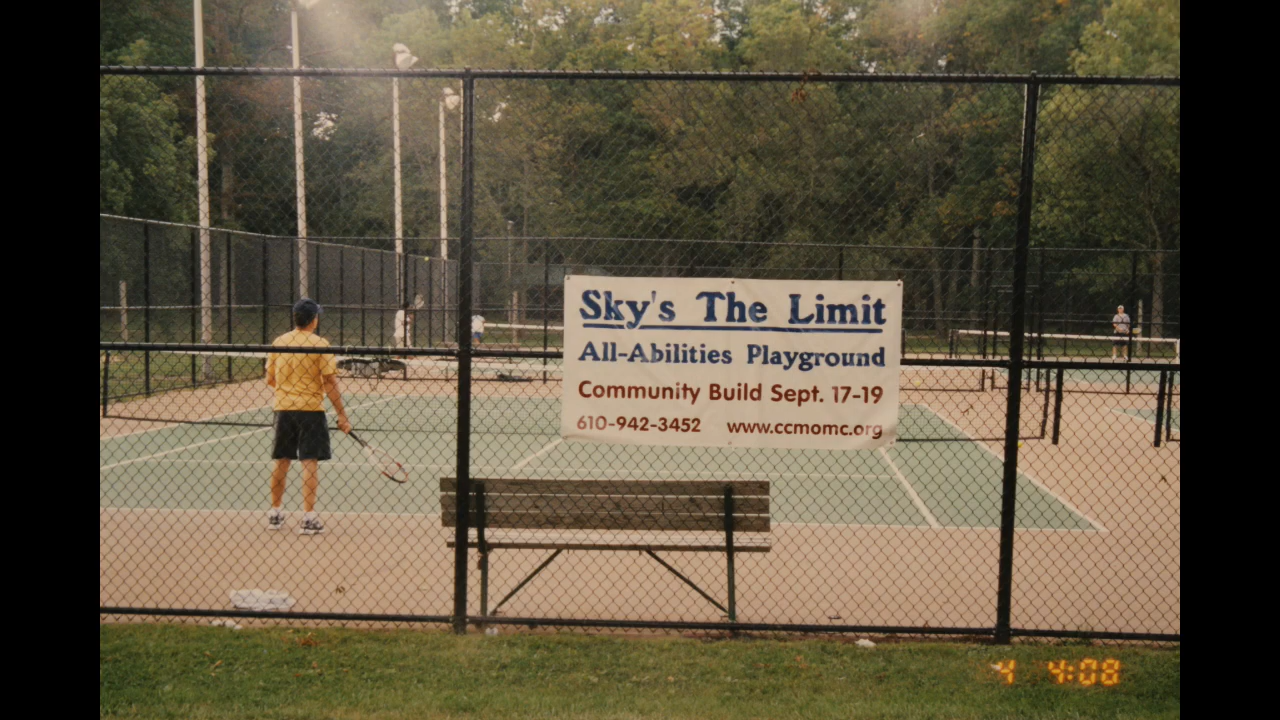 Sky's The Limit
All-Abilities Playground
Community Build Sept. 17-19
610-942-3452 www.ccmomc.org
4 4:08